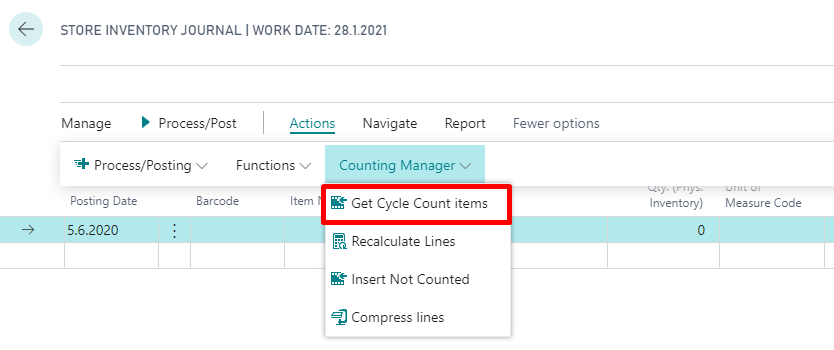 STORE INVENTORY JOURNAL | WORK DATE: 28.1.2021
Manage Process/Post Actions Navigate Report Fewer options
Process/Posting Functions Counting Manager
Posting Date Barcode Item Qty. (Phys. Inventory) Unit of Measure Code
Get Cycle Count items
5.6.2020 0
Recalculate Lines
Insert Not Counted
Compress lines